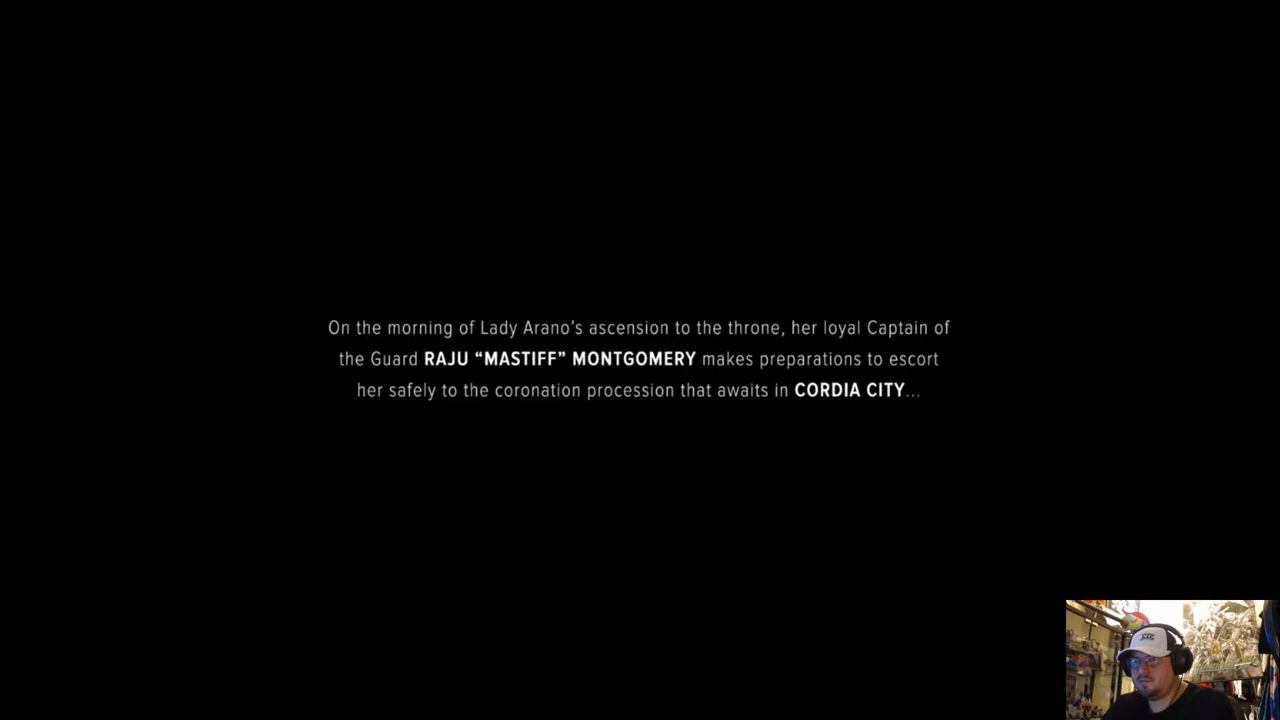 On the morning of Lady Arano’s ascension to the throne, her loyal Captain of
the Guard RAJU “MASTIFF” MONTGOMERY makes preparations to escort
her safely to the coronation procession that awaits in CORDIA CITY...